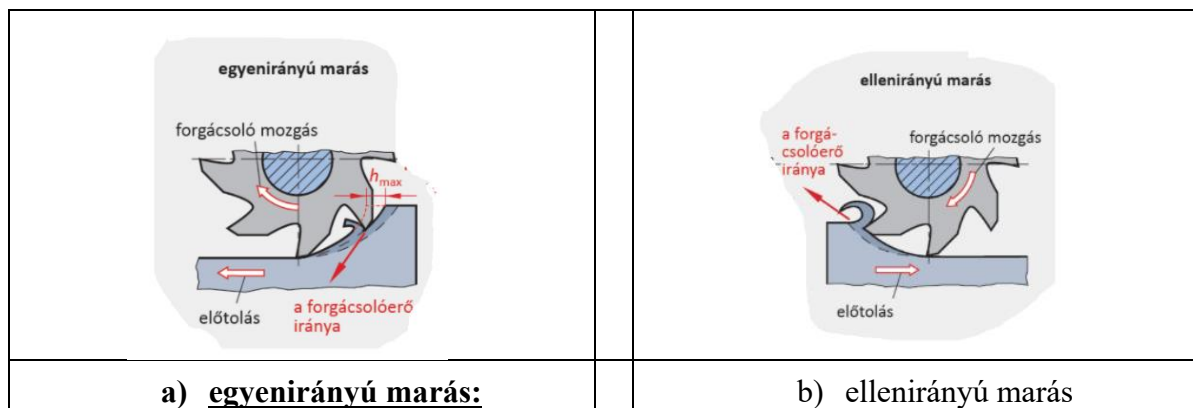 egyenirányú marás
forgácsoló mozgás
h max
előtolás
a forgácsolóerő
iránya
ellenirányú marás
a forgá-
csolóerő
iránya
forgácsoló mozgás
előtolás
a) egyenirányú marás:
b) ellenirányú marás